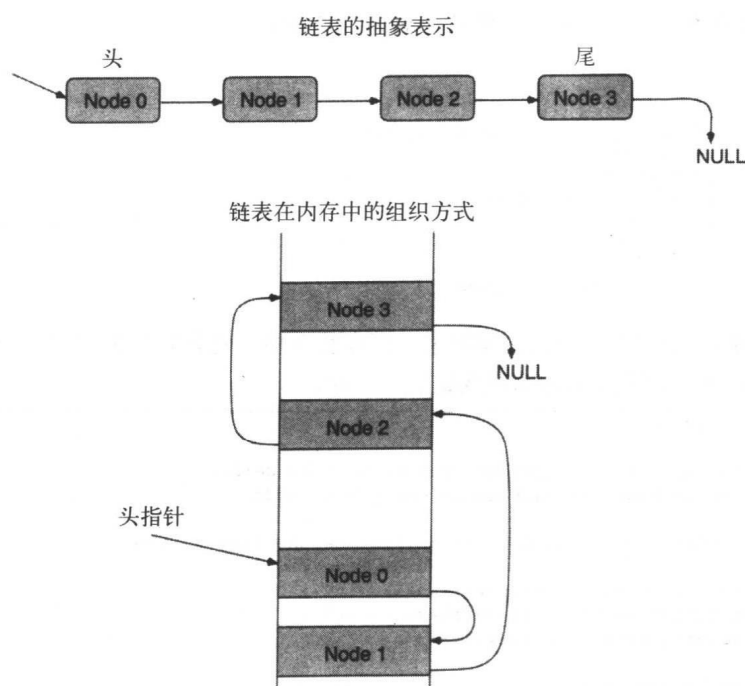 链表的抽象表示
头
尾
Node 0
Node 1
Node 2
Node 3
NULL
链表在内存中的组织方式
Node 3
NULL
Node 2
头指针
Node 0
Node 1